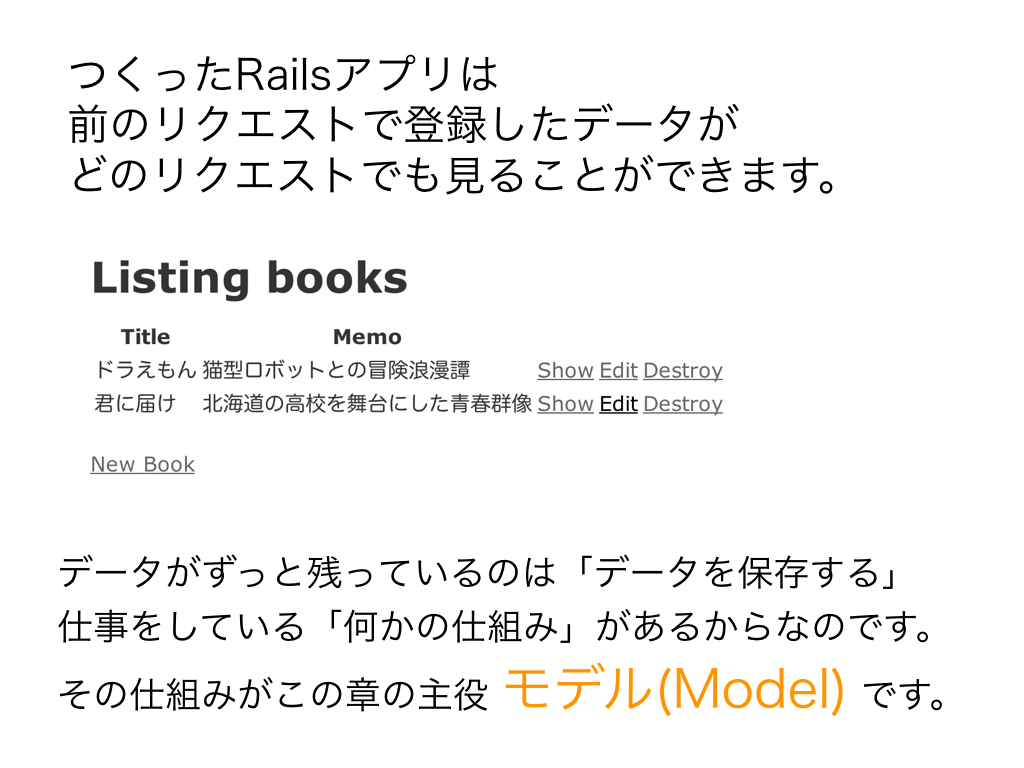 つくったRailsアプリは
前のリクエストで登録したデータが
どのリクエストでも見ることができます。
Listing books
Title Memo
ドラえもん 猫型ロボットとの冒険浪漫譚 Show Edit Destroy
君に届け 北海道の高校を舞台にした青春群像 Show Edit Destroy
New Book
データがずっと残っているのは「データを保存する」
仕事をしている「何かの仕組み」があるからなのです。
その仕組みがこの章の主役 モデル(Model) です。